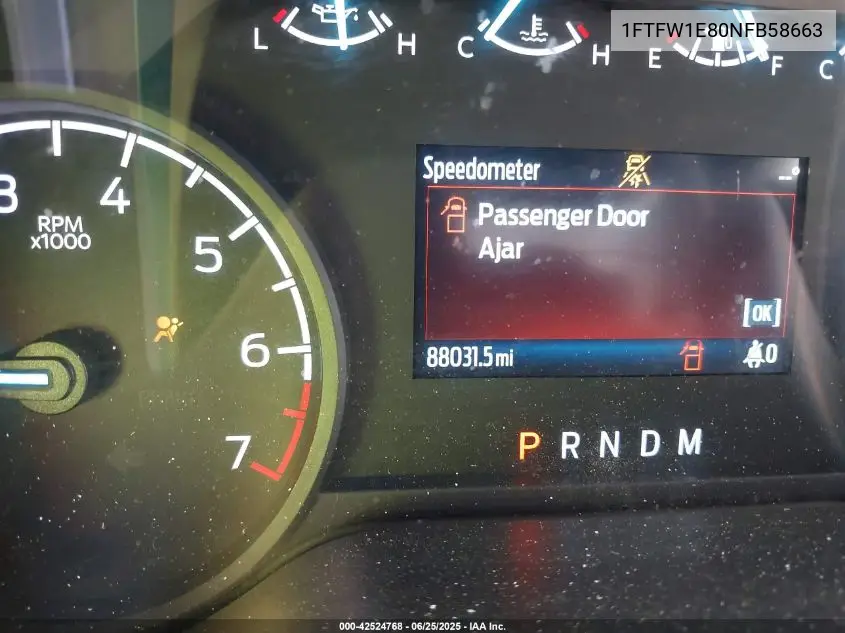 1FTFW1E80NFB58663
L H C H E F C
Speedometer --°
3 4 5 6 7
RPM
x1000
Passenger Door
Ajar
OK
88031.5 mi 0
P R N D M
000-42524768 - 06/25/2025 - IAA Inc.